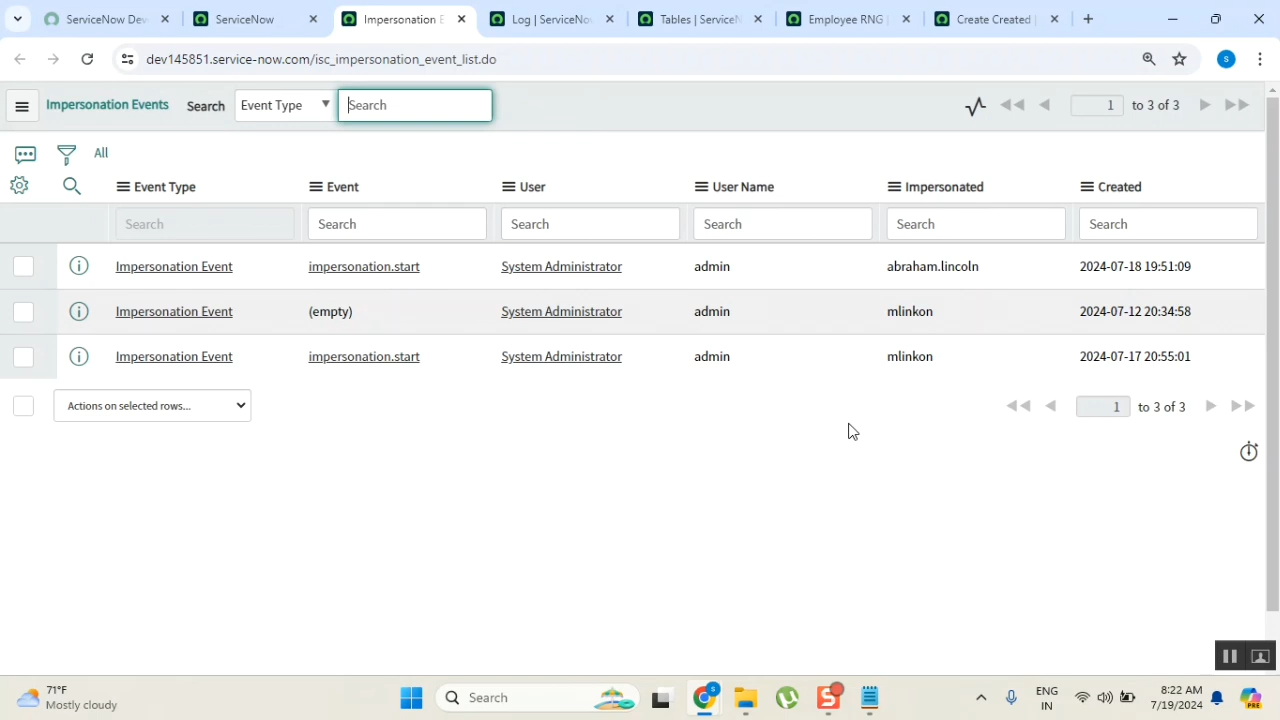 ServiceNow Dev
ServiceNow
Impersonation E
Log | ServiceNo
Tables | ServiceN
Employee RNG |
Create Created |
dev145851.service-now.com/isc_impersonation_event_list.do
s
Impersonation Events Search Event Type Search 1 to 3 of 3
All
Event Type Event User User Name Impersonated Created
Search Search Search Search Search Search
Impersonation Event impersonation.start System Administrator admin abraham.lincoln 2024-07-18 19:51:09
Impersonation Event (empty) System Administrator admin mlinkon 2024-07-12 20:34:58
Impersonation Event impersonation.start System Administrator admin mlinkon 2024-07-17 20:55:01
Actions on selected rows... 1 to 3 of 3
71°F
Mostly cloudy
Search
S
ENG
IN
8:22 AM
7/19/2024
PRE